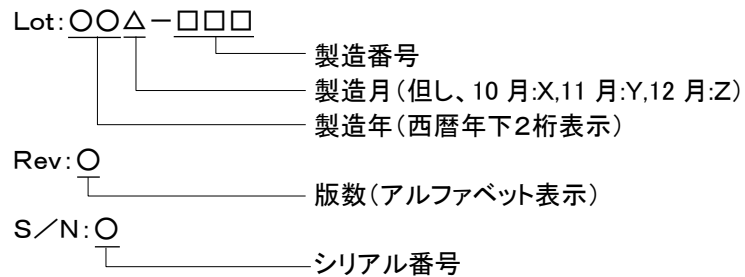 Lot:○○△－□□□
製造番号
製造月（但し、10 月:X,11 月:Y,12 月:Z）
製造年（西暦年下２桁表示）
Rev:○
版数（アルファベット表示）
S／N:○
シリアル番号